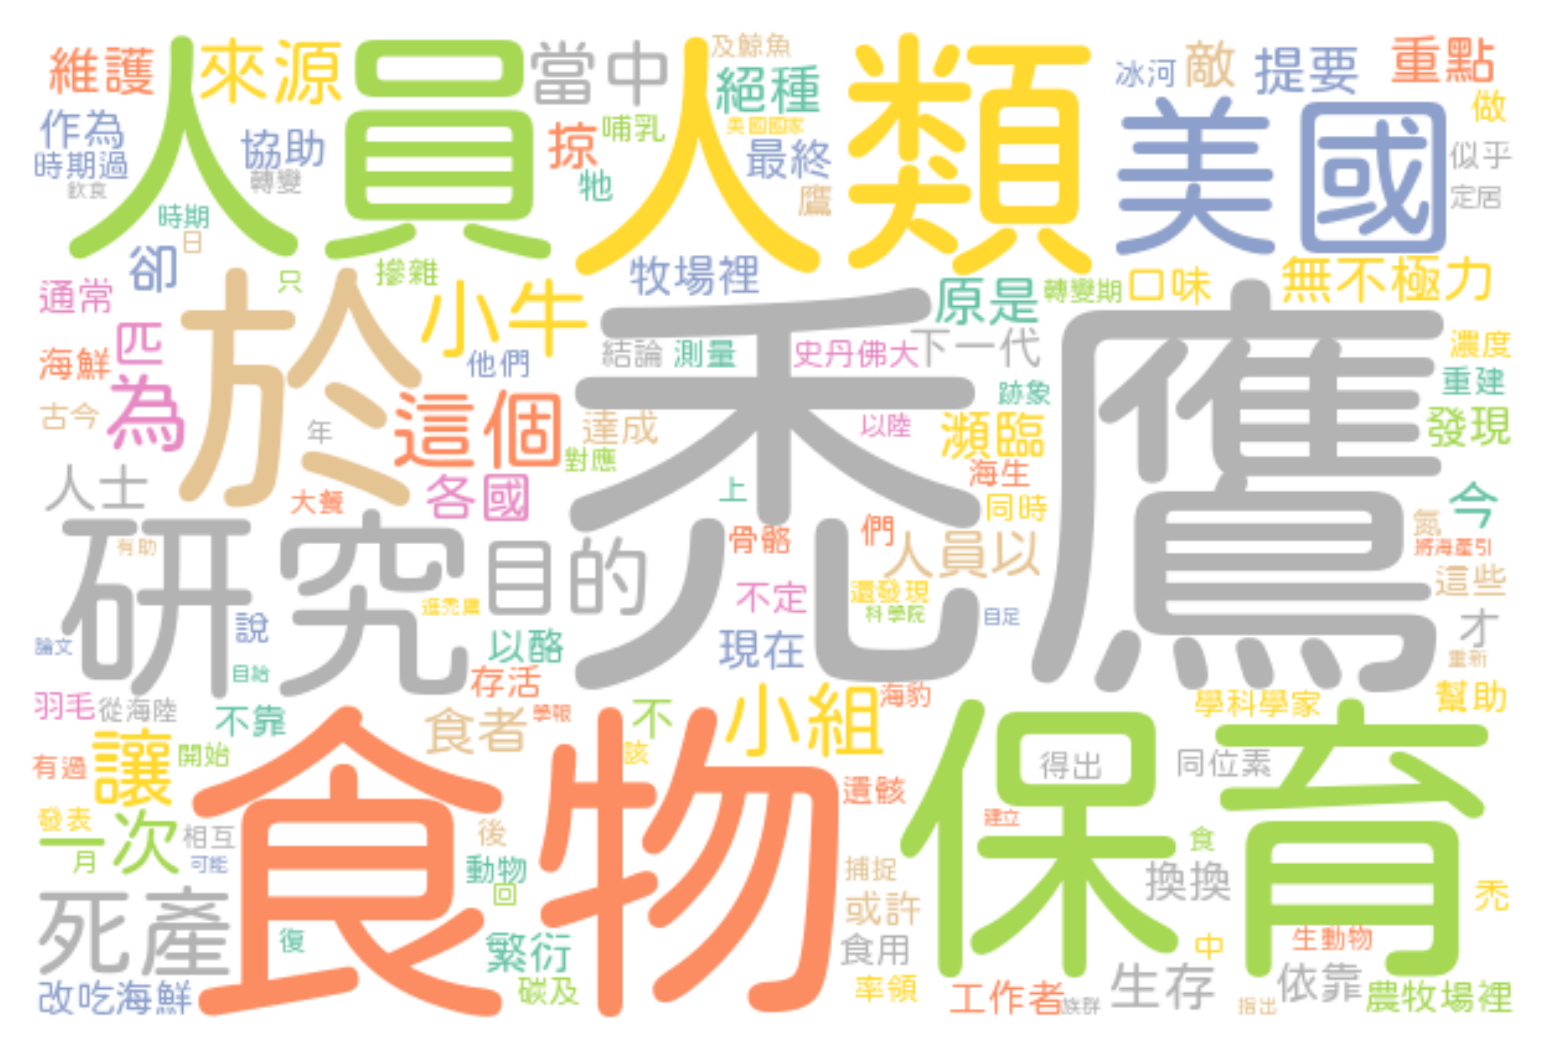 維護
人員
來源
當中
人類
及鯨魚
絕種
美國國家
冰河
敵
提要
重點
做
作為
時期過
飲食
協助
轉變
掠
哺乳
牠
最終
鷹
美國
似乎
定居
時期
日
卻
只
摻雜
牧場裡
原是
轉變期
口味
無不極力
通常
於
小牛
禿鷹
匹
海鮮
為
他們
結論
測量
史丹佛大
下一代
濃度
重建
跡象
發現
古今
年
這個
達成
對應
以陸
瀕臨
人士
大餐
各國
上
海生
同時
今
研究
有助
目的
骨骼
們
人員以
氮
將海產引
這些
進禿鷹
不定
還發現
科學院
目足
才
論文
說
以酪
現在
重新
目始
存活
羽毛
從海陸
不靠
食者
學報
不
小組
海豹
學科學家
幫助
有過
讓
開始
食物
該
保育
得出
同位素
遺骸
發表
一次
月
相互
可能
後
動物
回
建立
食
捕捉
換換
禿
死產
復
繁衍
或許
食用
中
生動物
改吃海鮮
碳及
率領
工作者
族群
生存
指出
依靠
農牧場裡